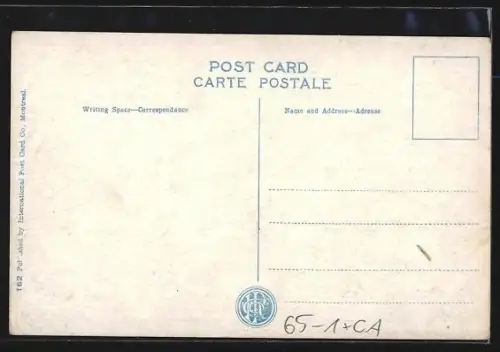 POST CARD
CARTE POSTALE
Writing Space—Correspondance
Name and Address—Adresse
162 Published by International Post Card Co., Montreal.
65-1+CA